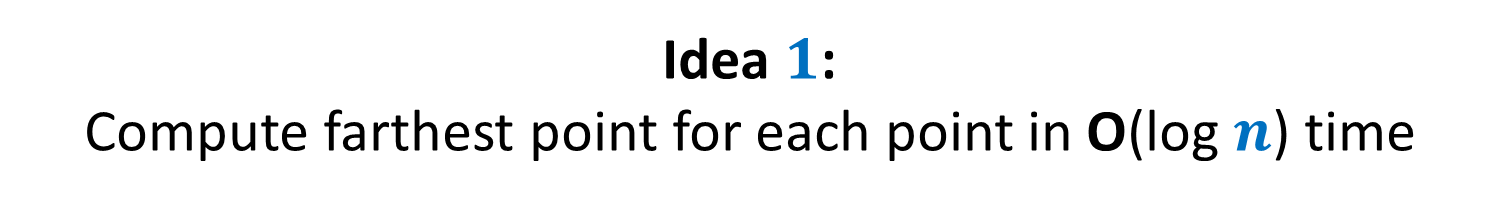 Idea 1:
Compute farthest point for each point in O(log n) time